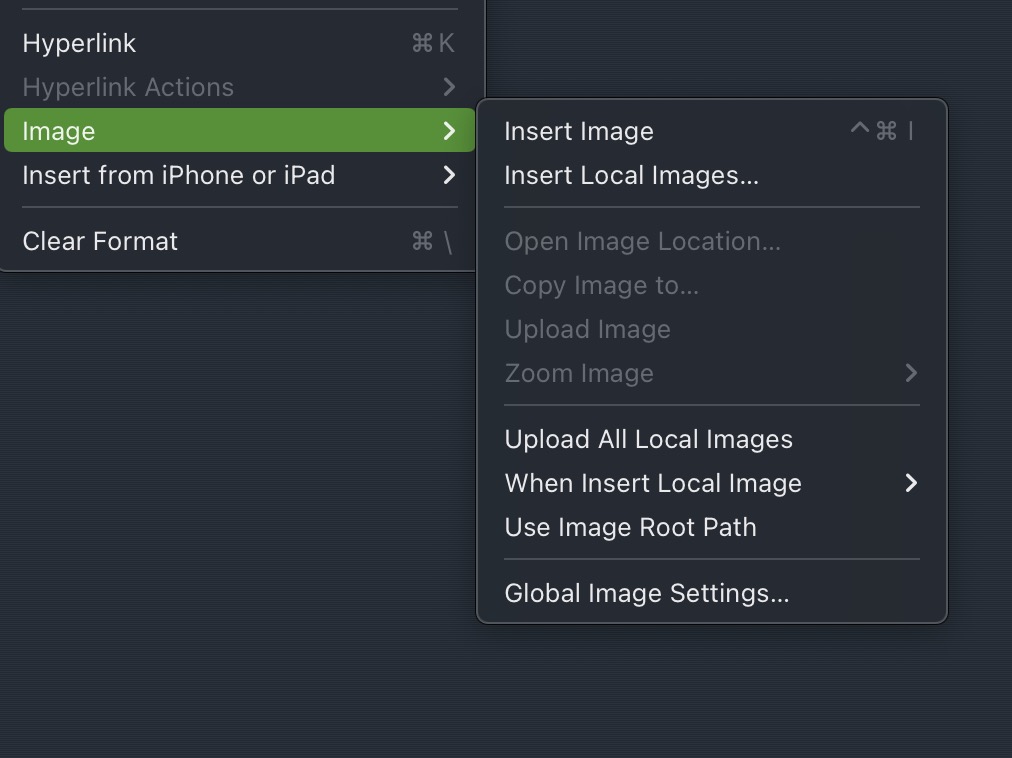 Hyperlink ⌘ K
Hyperlink Actions
Image
Insert from iPhone or iPad
Clear Format ⌘ \
Insert Image ^ ⌘ I
Insert Local Images...
Open Image Location...
Copy Image to...
Upload Image
Zoom Image
Upload All Local Images
When Insert Local Image
Use Image Root Path
Global Image Settings...